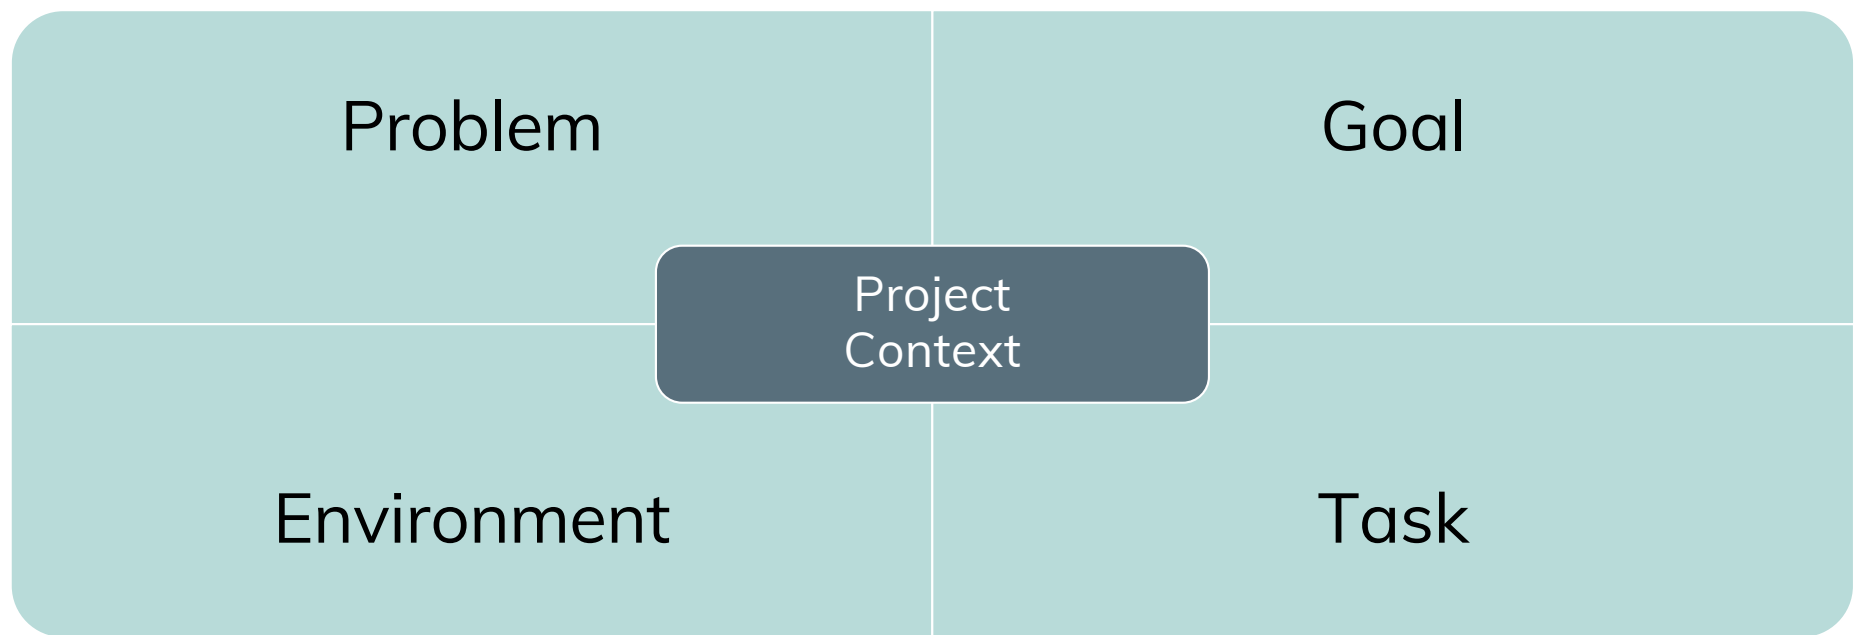 Problem
Goal
Project
Context
Environment
Task